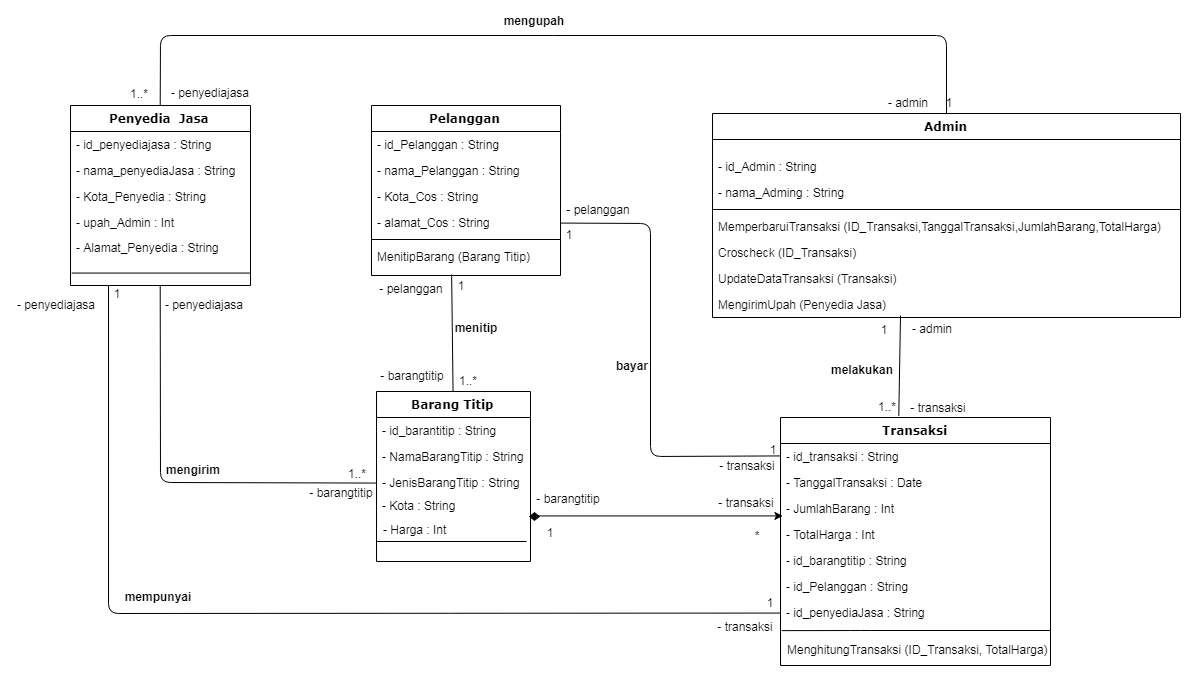 mengupah
1..*
- penyediajasa
- admin
1
Penyedia Jasa
- id_penyediajasa : String
- nama_penyediaJasa : String
- Kota_Penyedia : String
- upah_Admin : Int
- Alamat_Penyedia : String
Pelanggan
- id_Pelanggan : String
- nama_Pelanggan : String
- Kota_Cos : String
- alamat_Cos : String
MenitipBarang (Barang Titip)
Admin
- id_Admin : String
- nama_Adming : String
MemperbaruiTransaksi (ID_Transaksi,TanggalTransaksi,JumlahBarang,TotalHarga)
Croscheck (ID_Transaksi)
UpdateDataTransaksi (Transaksi)
MengirimUpah (Penyedia Jasa)
- pelanggan
1
- penyediajasa
1
- penyediajasa
- pelanggan
1
menitip
- barangtitip
1..*
bayar
1
- admin
melakukan
1..*
- transaksi
Barang Titip
- id_barantitip : String
- NamaBarangTitip : String
- JenisBarangTitip : String
- Kota : String
- Harga : Int
mengirim
1..*
- barangtitip
1
- transaksi
- barangtitip
- transaksi
1
*
Transaksi
- id_transaksi : String
- TanggalTransaksi : Date
- JumlahBarang : Int
- TotalHarga : Int
- id_barangtitip : String
- id_Pelanggan : String
- id_penyediaJasa : String
MenghitungTransaksi (ID_Transaksi, TotalHarga)
mempunyai
1
- transaksi